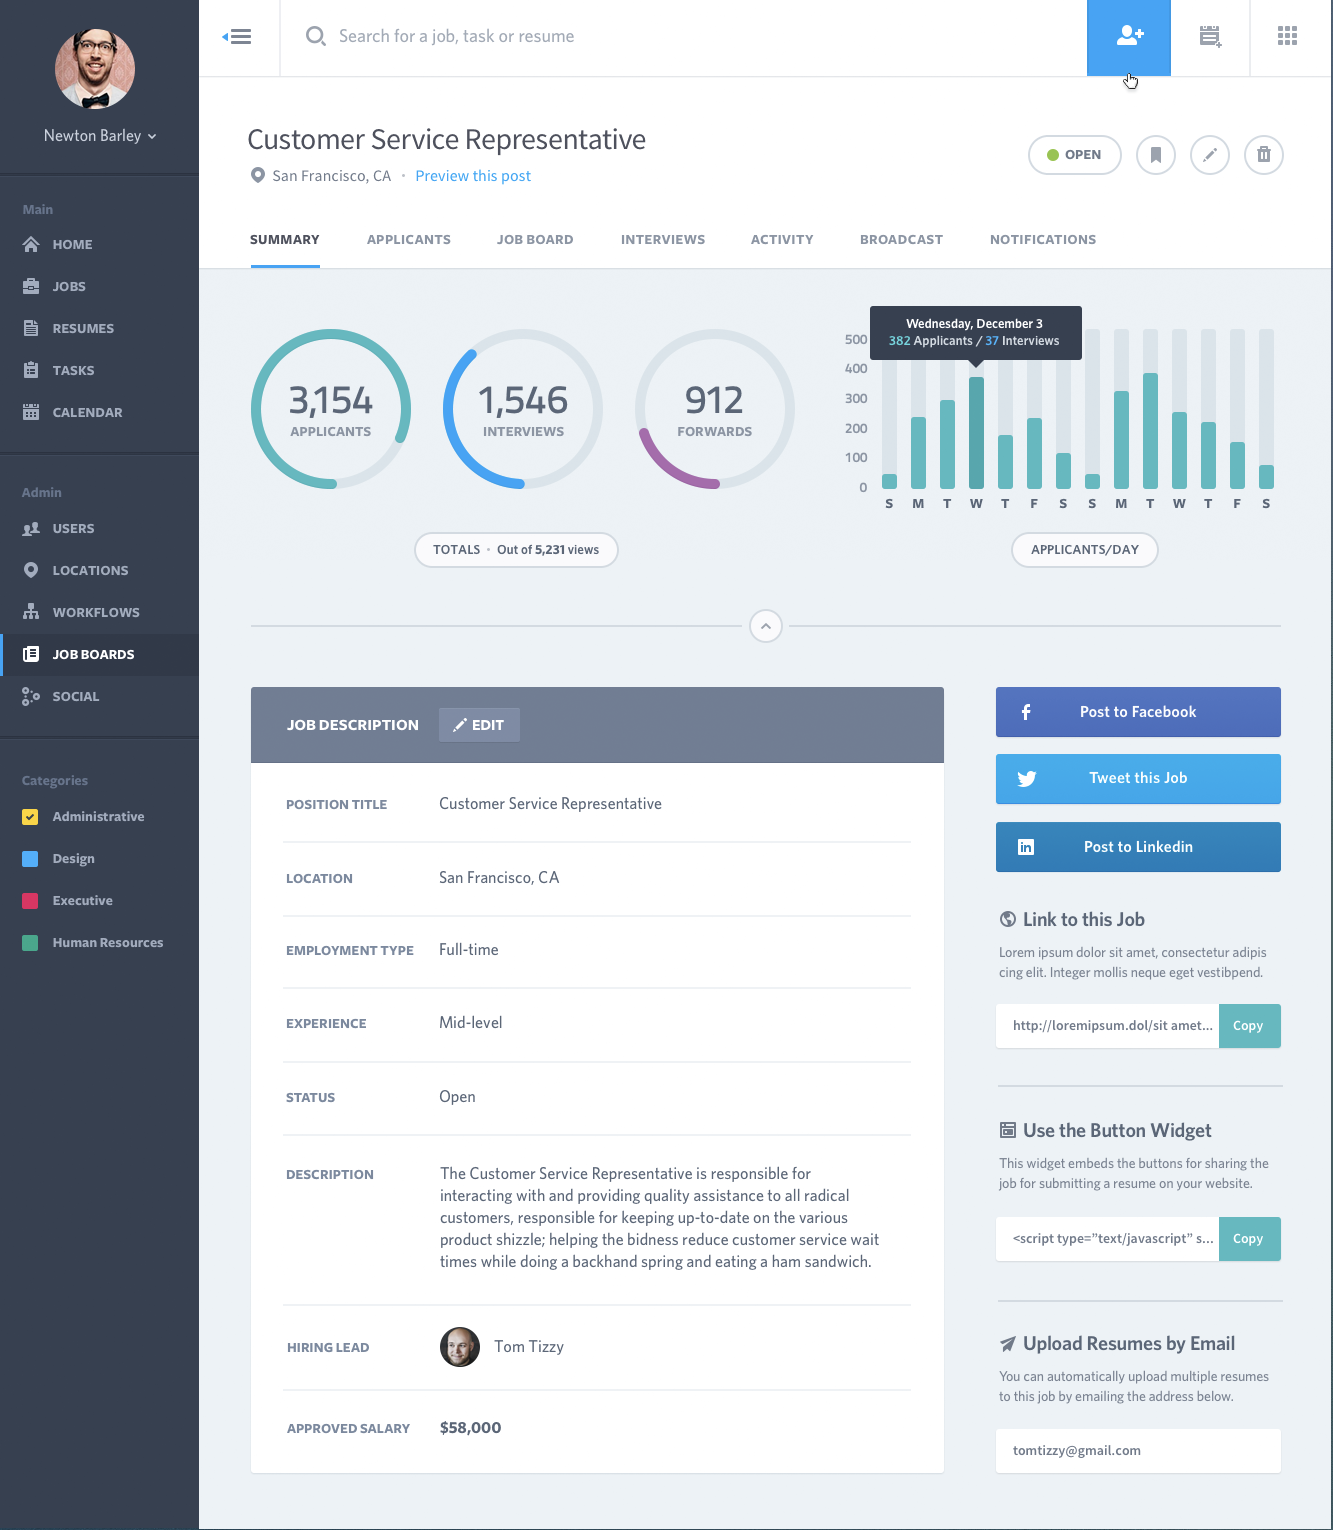 Newton Barley
Main
HOME
JOBS
RESUMES
TASKS
CALENDAR
Admin
USERS
LOCATIONS
WORKFLOWS
JOB BOARDS
SOCIAL
Categories
Administrative
Design
Executive
Human Resources
Search for a job, task or resume
Customer Service Representative
San Francisco, CA • Preview this post
OPEN
SUMMARY APPLICANTS JOB BOARD INTERVIEWS ACTIVITY BROADCAST NOTIFICATIONS
3,154
APPLICANTS
1,546
INTERVIEWS
912
FORWARDS
TOTALS • Out of 5,231 views
Wednesday, December 3
382 Applicants / 37 Interviews
500
400
300
200
100
0
S M T W T F S S M T W T F S
APPLICANTS/DAY
JOB DESCRIPTION EDIT
POSITION TITLE Customer Service Representative
LOCATION San Francisco, CA
EMPLOYMENT TYPE Full-time
EXPERIENCE Mid-level
STATUS Open
DESCRIPTION The Customer Service Representative is responsible for
interacting with and providing quality assistance to all radical
customers, responsible for keeping up-to-date on the various
product shizzle; helping the bidness reduce customer service wait
times while doing a backhand spring and eating a ham sandwich.
HIRING LEAD Tom Tizzy
APPROVED SALARY $58,000
f Post to Facebook
Tweet this Job
in Post to Linkedin
Link to this Job
Lorem ipsum dolor sit amet, consectetur adipis
cing elit. Integer mollis neque eget vestibpend.
http://loremipsum.dol/sit amet... Copy
Use the Button Widget
This widget embeds the buttons for sharing the
job for submitting a resume on your website.
<script type=”text/javascript” s... Copy
Upload Resumes by Email
You can automatically upload multiple resumes
to this job by emailing the address below.
tomtizzy@gmail.com